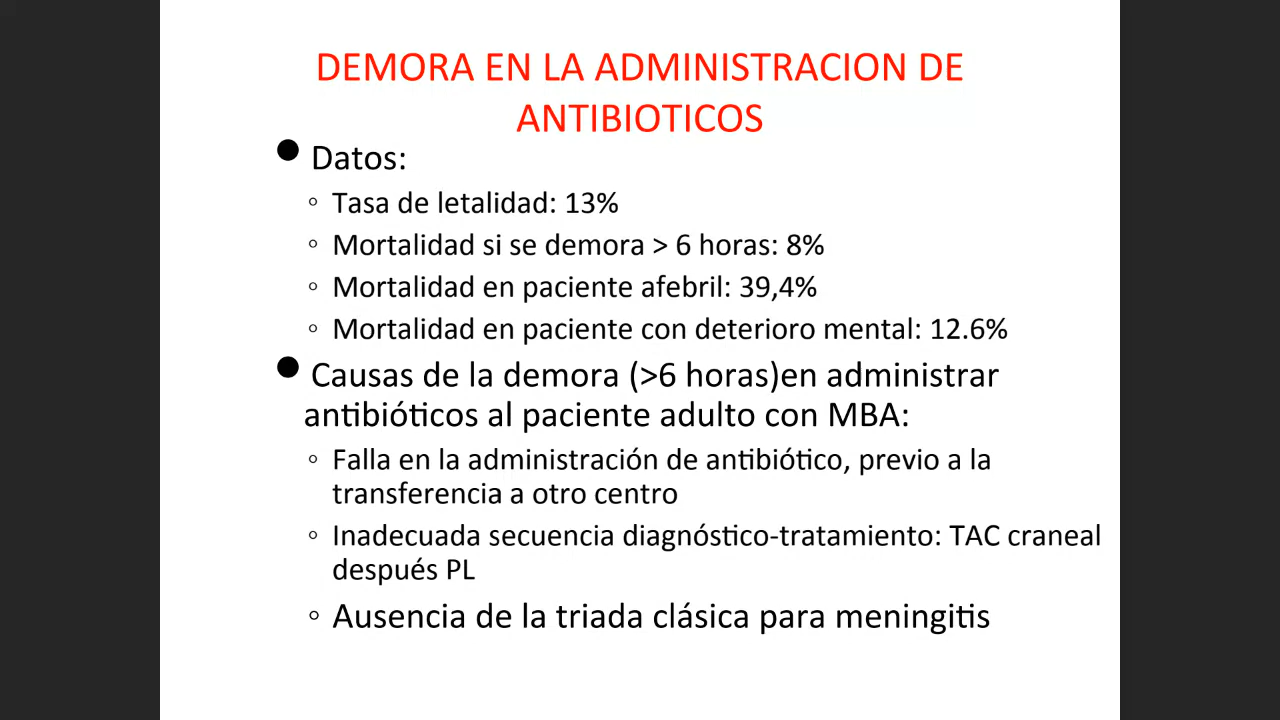 DEMORA EN LA ADMINISTRACION DE
ANTIBIOTICOS
● Datos:
◦ Tasa de letalidad: 13%
◦ Mortalidad si se demora > 6 horas: 8%
◦ Mortalidad en paciente afebril: 39,4%
◦ Mortalidad en paciente con deterioro mental: 12.6%
● Causas de la demora (>6 horas)en administrar
antibióticos al paciente adulto con MBA:
◦ Falla en la administración de antibiótico, previo a la
transferencia a otro centro
◦ Inadecuada secuencia diagnóstico-tratamiento: TAC craneal
después PL
◦ Ausencia de la triada clásica para meningitis